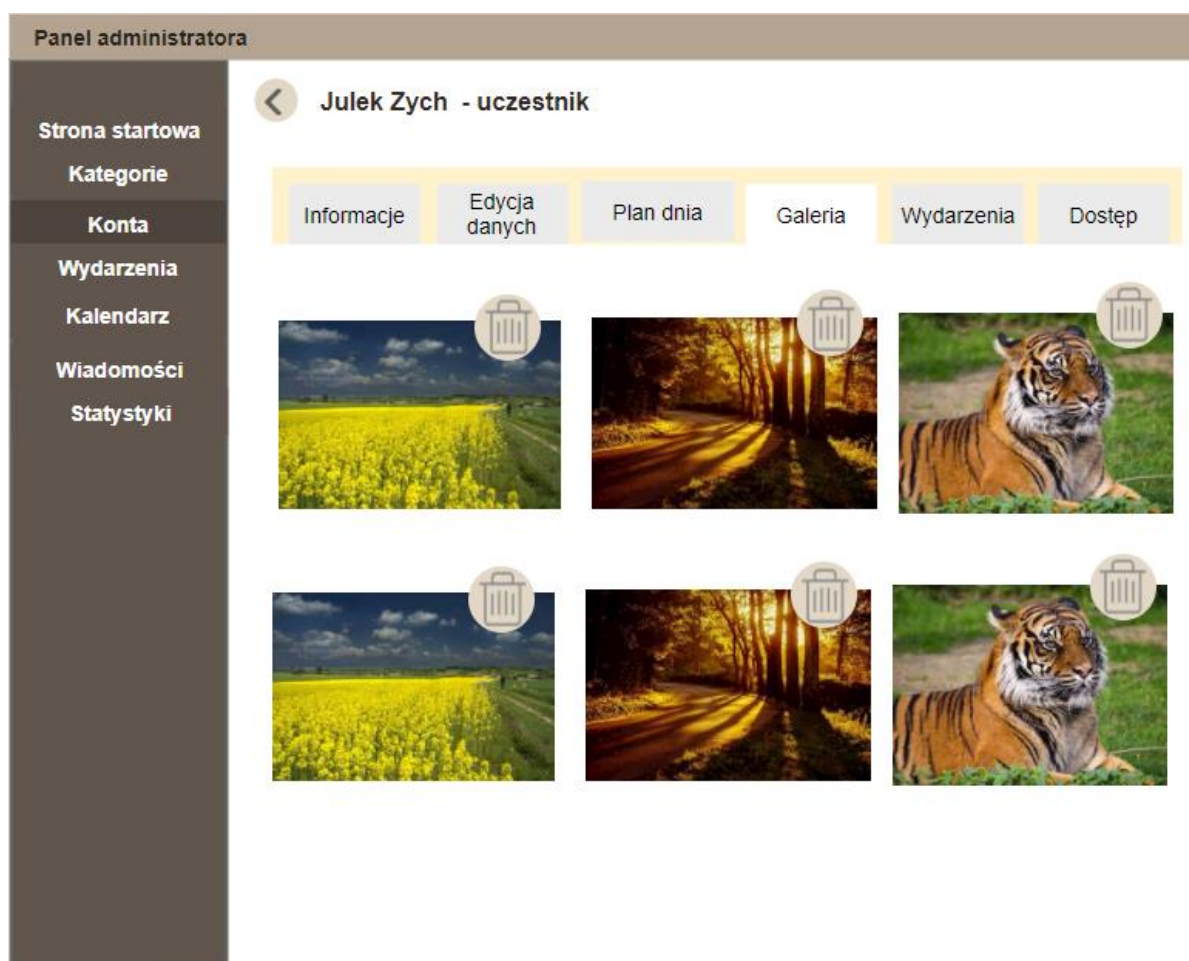 Panel administratora
Julek Zych - uczestnik
Strona startowa
Kategorie
Konta
Wydarzenia
Kalendarz
Wiadomości
Statystyki
Informacje
Edycja
danych
Plan dnia
Galeria
Wydarzenia
Dostęp